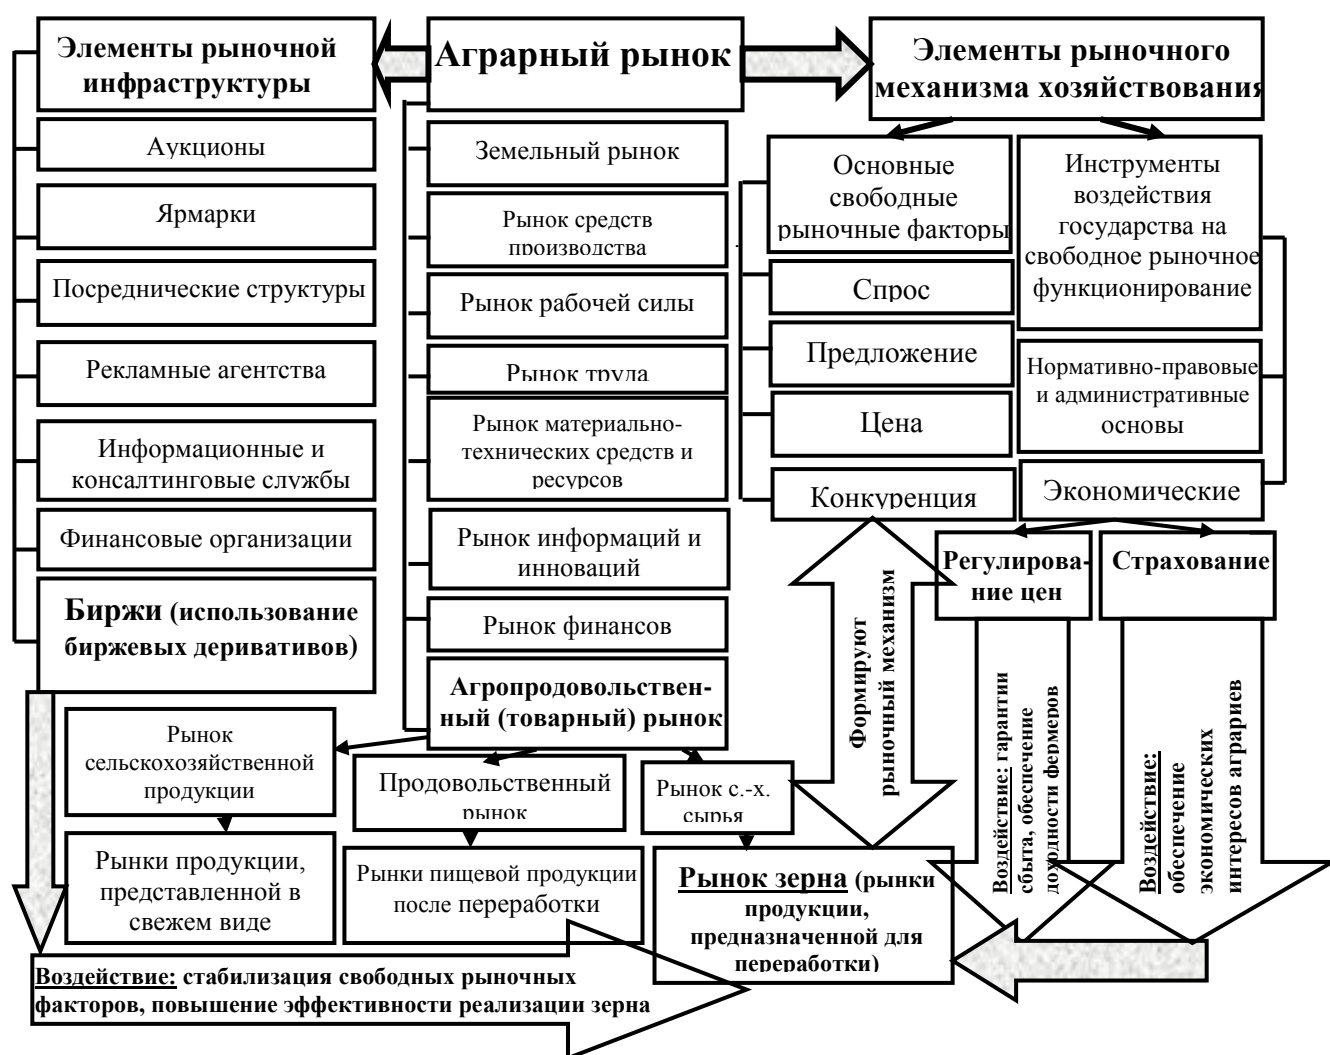 Элементы рыночной
инфраструктуры
Аукционы
Ярмарки
Посреднические структуры
Рекламные агентства
Информационные и
консалтинговые службы
Финансовые организации
Биржи (использование
биржевых деривативов)
Аграрный рынок
Земельный рынок
Рынок средств
производства
Рынок рабочей силы
Рынок труда
Рынок материально-
технических средств и
ресурсов
Рынок информаций и
инноваций
Рынок финансов
Агропродовольствен-
ный (товарный) рынок
Элементы рыночного
механизма хозяйствования
Основные
свободные
рыночные факторы
Спрос
Предложение
Цена
Конкуренция
Инструменты
воздействия
государства на
свободное рыночное
функционирование
Нормативно-правовые
и административные
основы
Экономические
Регулирова-
ние цен
Страхование
Формируют
рыночный механизм
Воздействие: гарантии
сбыта, обеспечение
доходности фермеров
Воздействие:
обеспечение
экономических
интересов аграриев
Рынок
сельскохозяйственной
продукции
Продовольственный
рынок
Рынок с.-х.
сырья
Рынки продукции,
представленной в
свежем виде
Рынки пищевой продукции
после переработки
Рынок зерна (рынки
продукции,
предназначенной для
переработки)
Воздействие: стабилизация свободных рыночных
факторов, повышение эффективности реализации зерна